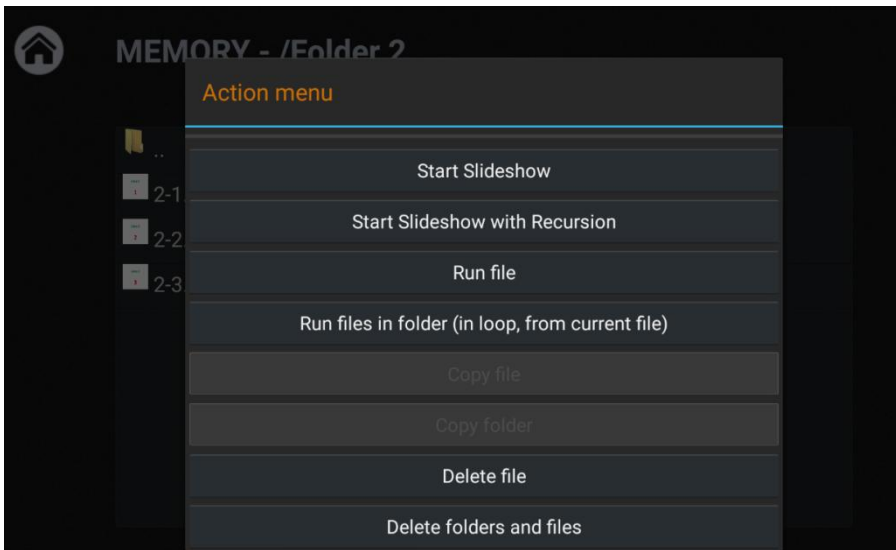 MEMORY - /Folder 2
Action menu
..
2-1.
2-2.
2-3.
Start Slideshow
Start Slideshow with Recursion
Run file
Run files in folder (in loop, from current file)
Copy file
Copy folder
Delete file
Delete folders and files